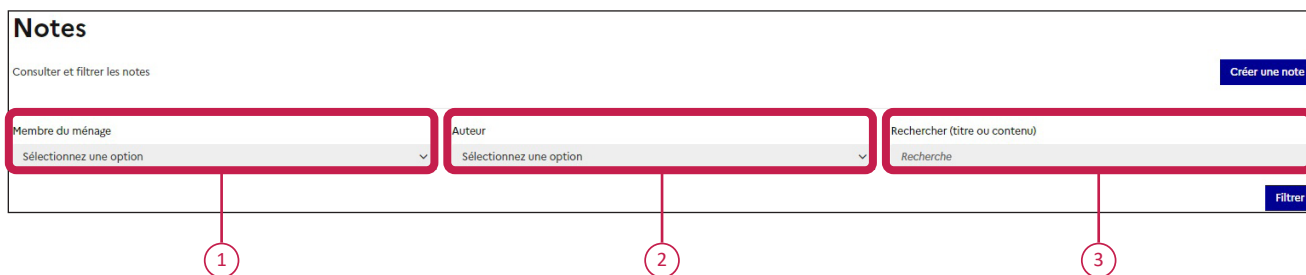 Notes
Consulter et filtrer les notes
Créer une note
Membre du ménage
Auteur
Rechercher (titre ou contenu)
Sélectionnez une option
Sélectionnez une option
Recherche
Filtrer
1
2
3